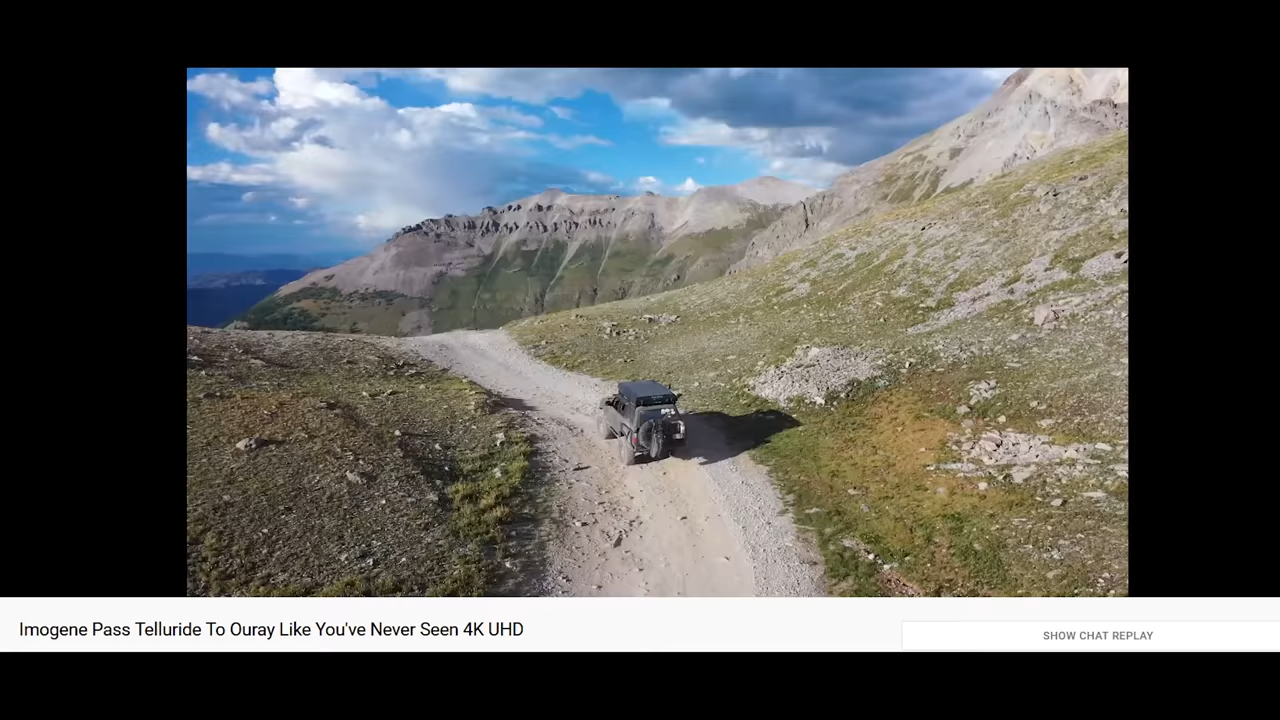 Imogene Pass Telluride To Ouray Like You've Never Seen 4K UHD
SHOW CHAT REPLAY